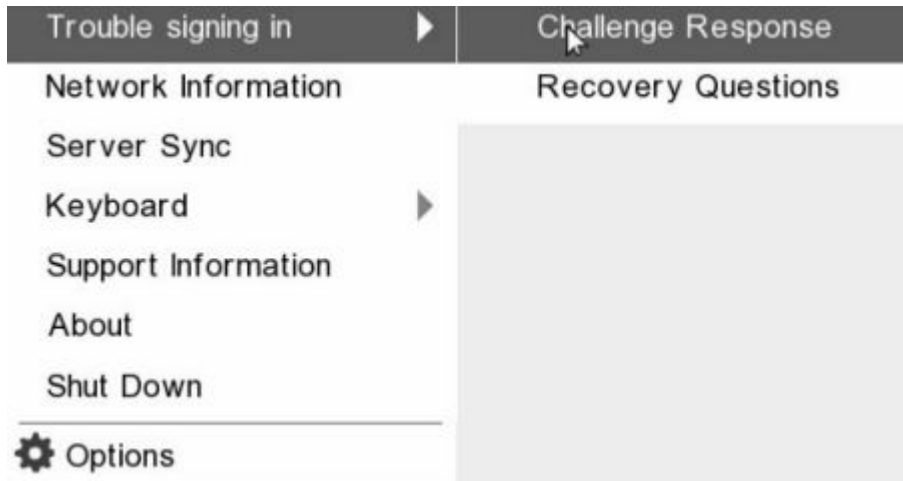 Trouble signing in
Challenge Response
Network Information
Recovery Questions
Server Sync
Keyboard
Support Information
About
Shut Down
Options